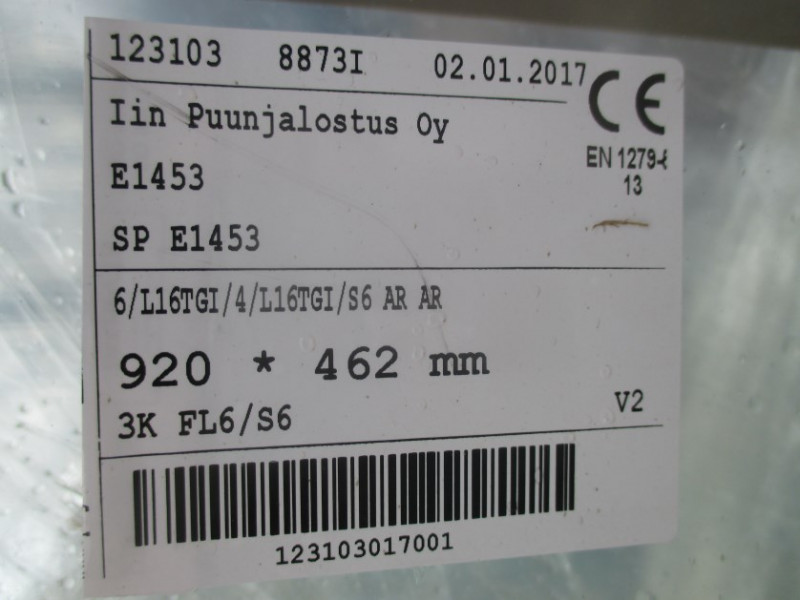 123103 8873I 02.01.2017
CE
Iin Puunjalostus Oy
EN 1279-
13
E1453
SP E1453
6/L16TGI/4/L16TGI/S6 AR AR
920 * 462 mm
3K FL6/S6 V2
123103017001